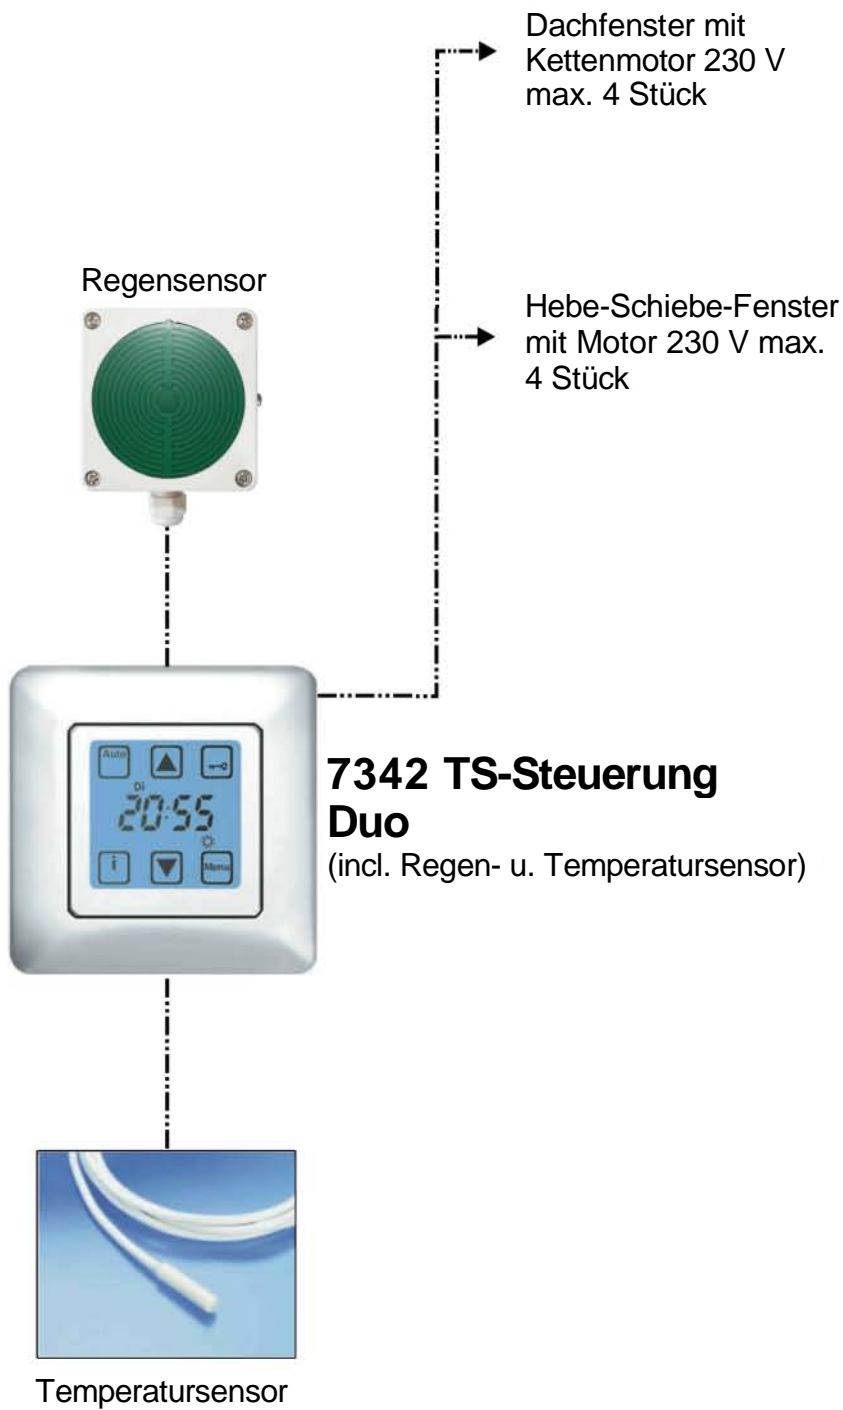 Dachfenster mit
Kettenmotor 230 V
max. 4 Stück
Regensensor
Hebe-Schiebe-Fenster
mit Motor 230 V max.
4 Stück
Auto
Di
20:55
i
Menu
7342 TS-Steuerung
Duo
(incl. Regen- u. Temperatursensor)
Temperatursensor